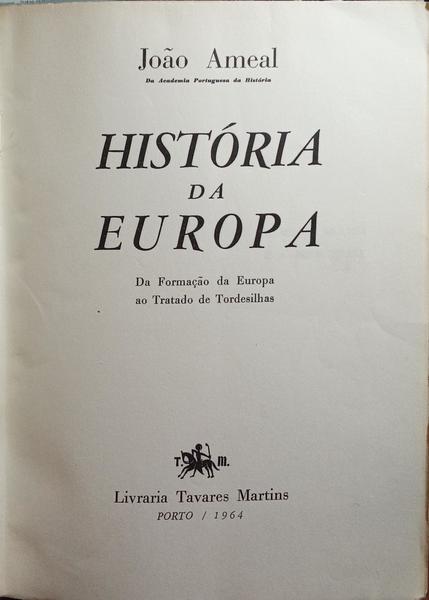 João Ameal
Da Academia Portuguesa da História
HISTÓRIA
DA
EUROPA
Da Formação da Europa
ao Tratado de Tordesilhas
T. M.
Livraria Tavares Martins
PORTO / 1964